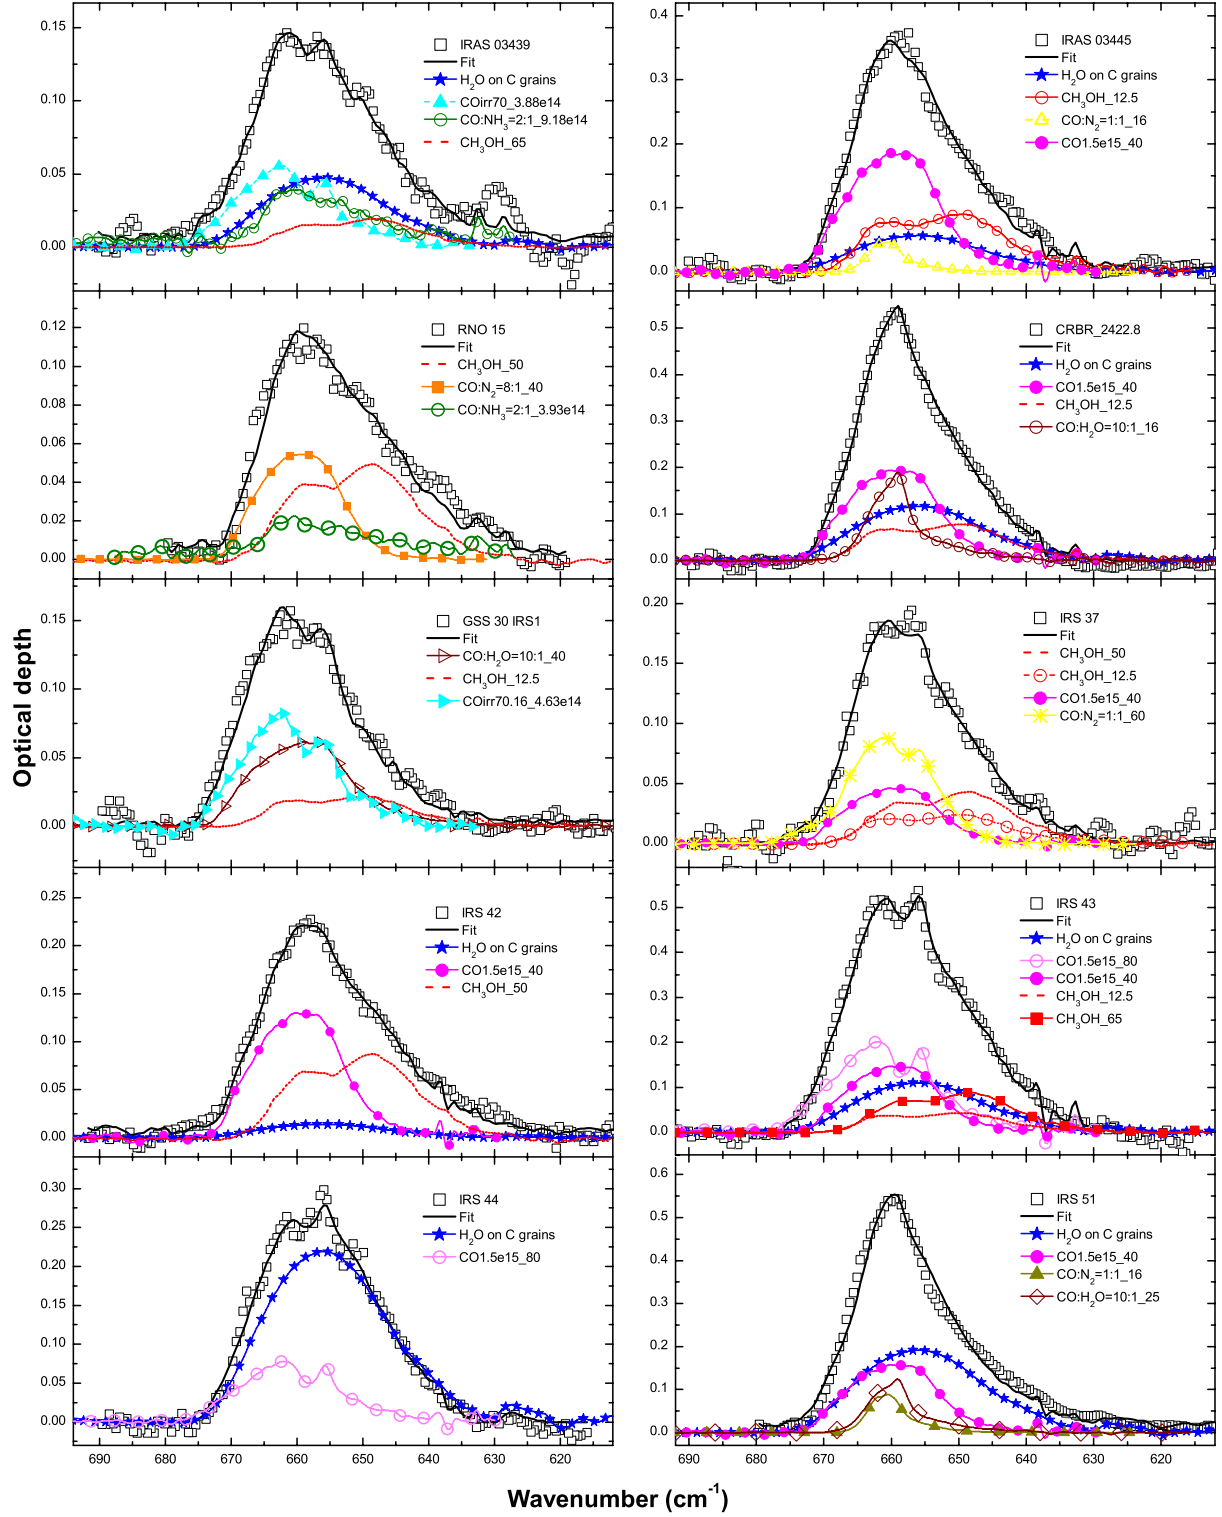 0.15
0.10
0.05
0.00
IRAS 03439
Fit
H2O on C grains
COirr70_3.88e14
CO:NH3=2:1_9.18e14
CH3OH_65
0.4
0.3
0.2
0.1
0.0
IRAS 03445
Fit
H2O on C grains
CH3OH_12.5
CO:N2=1:1_16
CO1.5e15_40
0.12
0.10
0.08
0.06
0.04
0.02
0.00
RNO 15
Fit
CH3OH_50
CO:N2=8:1_40
CO:NH3=2:1_3.93e14
0.5
0.4
0.3
0.2
0.1
0.0
CRBR_2422.8
Fit
H2O on C grains
CO1.5e15_40
CH3OH_12.5
CO:H2O=10:1_16
0.15
0.10
0.05
0.00
GSS 30 IRS1
Fit
CO:H2O=10:1_40
CH3OH_12.5
COirr70.16_4.63e14
0.20
0.15
0.10
0.05
0.00
IRS 37
Fit
CH3OH_50
CH3OH_12.5
CO1.5e15_40
CO:N2=1:1_60
Optical depth
0.25
0.20
0.15
0.10
0.05
0.00
IRS 42
Fit
H2O on C grains
CO1.5e15_40
CH3OH_50
0.5
0.4
0.3
0.2
0.1
0.0
IRS 43
Fit
H2O on C grains
CO1.5e15_80
CO1.5e15_40
CH3OH_12.5
CH3OH_65
0.30
0.25
0.20
0.15
0.10
0.05
0.00
IRS 44
Fit
H2O on C grains
CO1.5e15_80
690 680 670 660 650 640 630 620
0.6
0.5
0.4
0.3
0.2
0.1
0.0
IRS 51
Fit
H2O on C grains
CO1.5e15_40
CO:N2=1:1_16
CO:H2O=10:1_25
690 680 670 660 650 640 630 620
Wavenumber (cm-1)